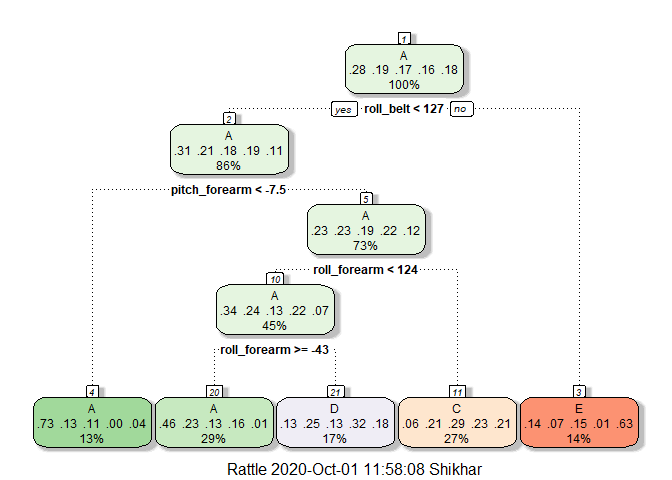 1
A
.28 .19 .17 .16 .18
100%
yes roll_belt < 127 no
2
A
.31 .21 .18 .19 .11
86%
pitch_forearm < -7.5
5
A
.23 .23 .19 .22 .12
73%
roll_forearm < 124
10
A
.34 .24 .13 .22 .07
45%
roll_forearm >= -43
4 20 21 11 3
A A D C E
.73 .13 .11 .00 .04 .46 .23 .13 .16 .01 .13 .25 .13 .32 .18 .06 .21 .29 .23 .21 .14 .07 .15 .01 .63
13% 29% 17% 27% 14%
Rattle 2020-Oct-01 11:58:08 Shikhar